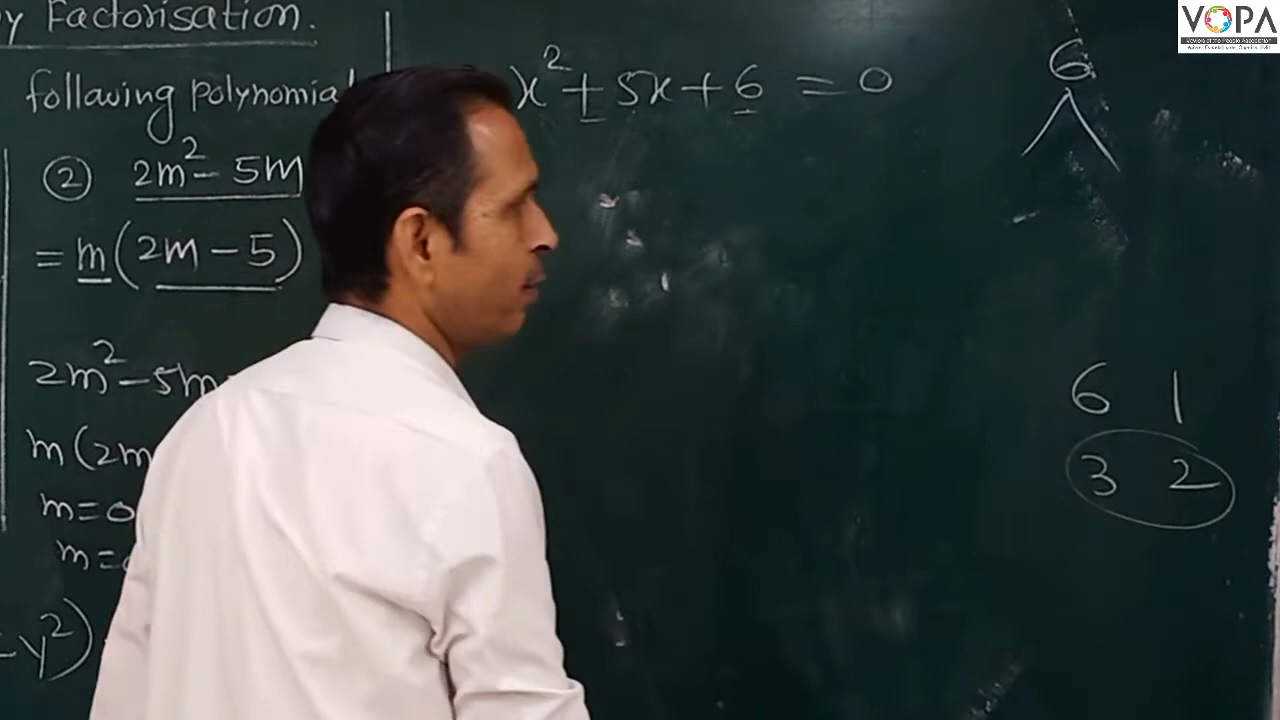 y Factorisation.
following polynomial
② 2m² - 5m
= m (2m - 5)
2m² - 5m
m (2m
m = 0
m =
- y²)
x² + 5x + 6 = 0
6
6 1
3 2
VOPA